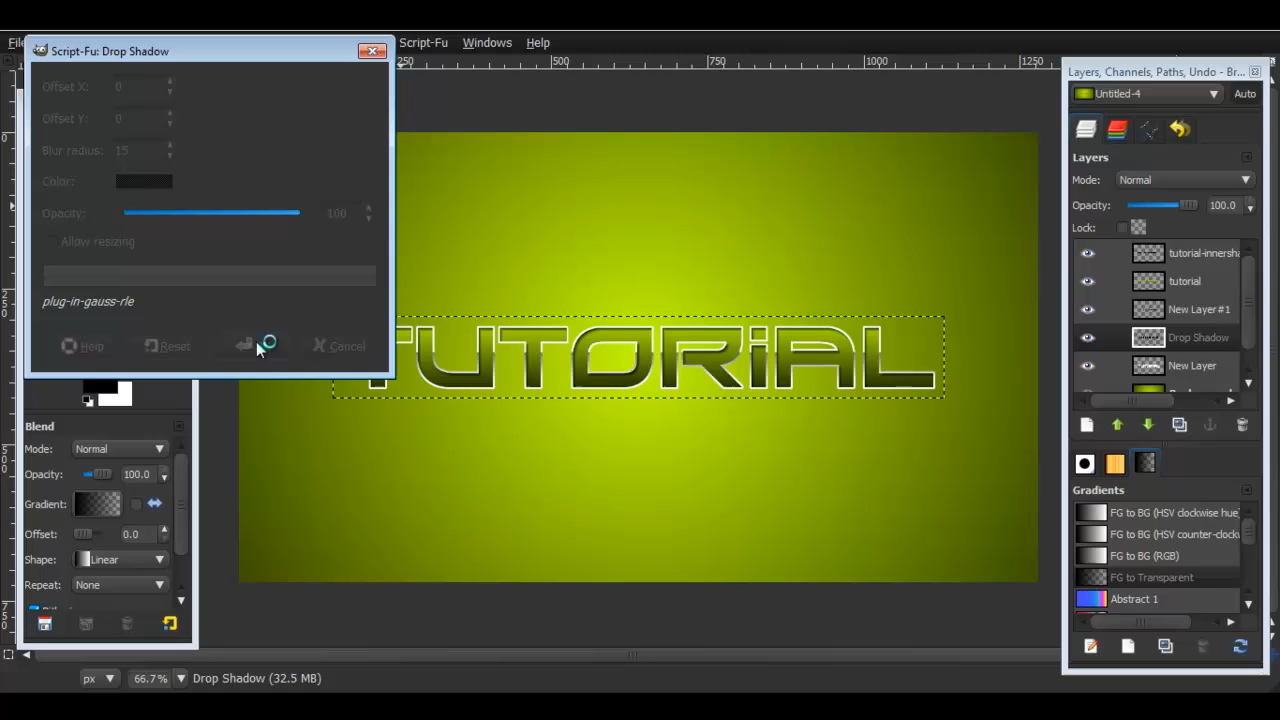 Script-Fu: Drop Shadow
Script-Fu Windows Help
Offset X: 0
Offset Y: 0
Blur radius: 15
Color:
Opacity: 100
Allow resizing
plug-in-gauss-rle
Help Reset Cancel
250 500 750 1000 1250
TUTORiAL
Blend
Mode: Normal
Opacity: 100.0
Gradient:
Offset: 0.0
Shape: Linear
Repeat: None
px 66.7% Drop Shadow (32.5 MB)
Layers, Channels, Paths, Undo - Br...
Untitled-4 Auto
Layers
Mode: Normal
Opacity: 100.0
Lock:
tutorial-innersha
tutorial
New Layer#1
Drop Shadow
New Layer
Gradients
FG to BG (HSV clockwise hue)
FG to BG (HSV counter-clockw
FG to BG (RGB)
FG to Transparent
Abstract 1